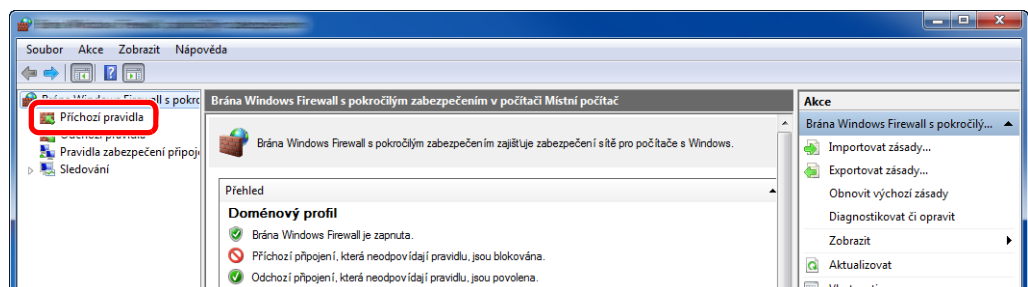 Soubor Akce Zobrazit Nápověda
Příchozí pravidla
Pravidla zabezpečení připoj
Sledování
Brána Windows Firewall s pokročilým zabezpečením v počítači Místní počítač
Brána Windows Firewall s pokročilým zabezpečením zajišťuje zabezpečení sítě pro počítače s Windows.
Přehled
Doménový profil
Brána Windows Firewall je zapnuta.
Příchozí připojení, která neodpovídají pravidlu, jsou blokována.
Odchozí připojení, která neodpovídají pravidlu, jsou povolena.
Akce
Brána Windows Firewall s pokročilý...
Importovat zásady...
Exportovat zásady...
Obnovit výchozí zásady
Diagnostikovat či opravit
Zobrazit
Aktualizovat